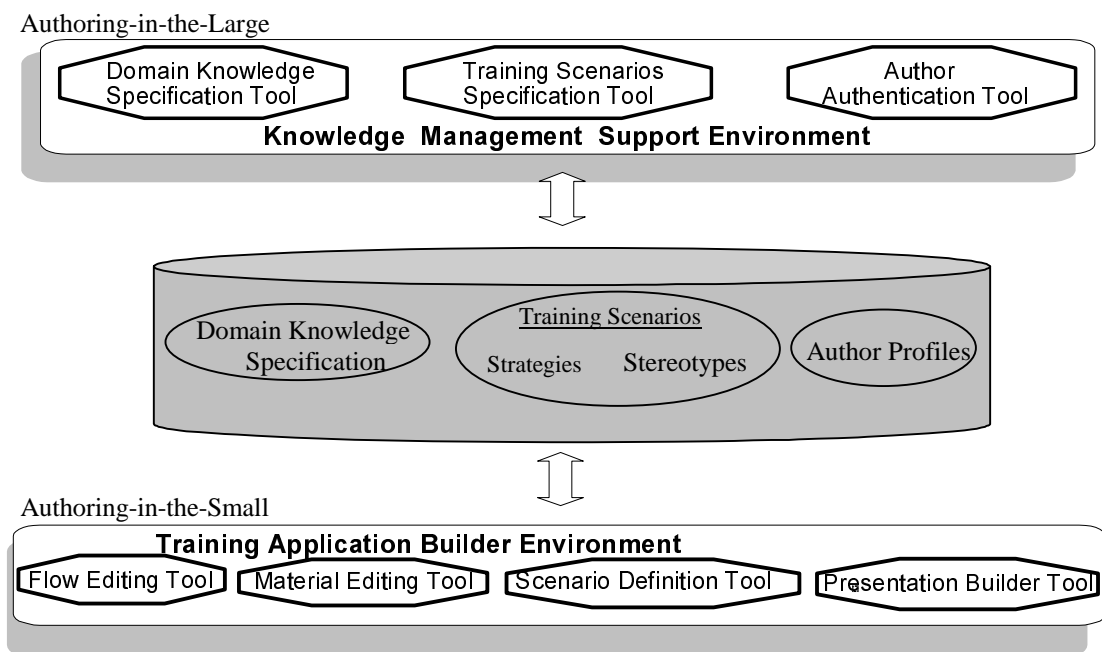 Authoring-in-the-Large
Domain Knowledge
Specification Tool
Training Scenarios
Specification Tool
Author
Authentication Tool
Knowledge Management Support Environment
Domain Knowledge
Specification
Training Scenarios
Strategies
Stereotypes
Author Profiles
Authoring-in-the-Small
Training Application Builder Environment
Flow Editing Tool
Material Editing Tool
Scenario Definition Tool
Presentation Builder Tool